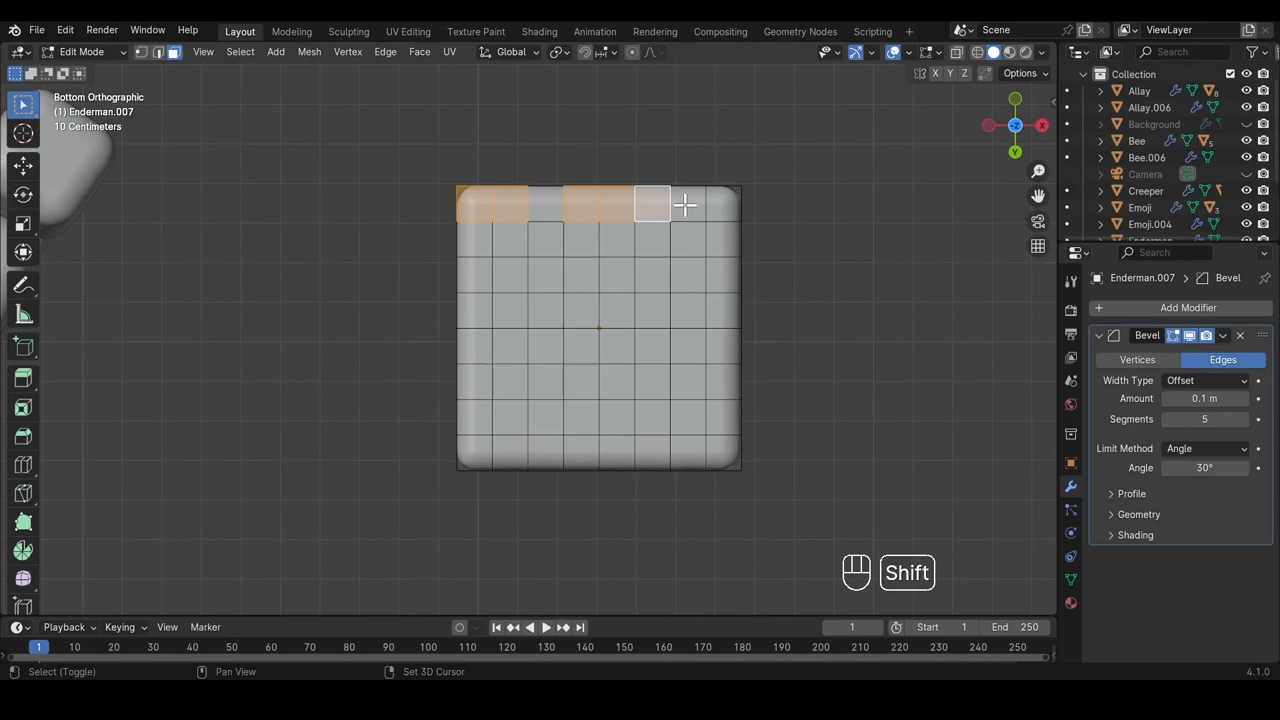 File Edit Render Window Help Layout Modeling Sculpting UV Editing Texture Paint Shading Animation Rendering Compositing Geometry Nodes Scripting + Scene ViewLayer
Edit Mode View Select Add Mesh Vertex Edge Face UV Global Search
X Y Z Options
Bottom Orthographic
(1) Enderman.007
10 Centimeters
-Z
X
Y
Collection
Allay 8
Allay.006
Background
Bee 5
Bee.006
Camera
Creeper
Emoji 3
Emoji.004
Search
Enderman.007 Bevel
+ Add Modifier
Bevel
Vertices Edges
Width Type Offset
Amount 0.1 m
Segments 5
Limit Method Angle
Angle 30°
Profile
Geometry
Shading
Shift
Playback Keying View Marker 1 Start 1 End 250
1 10 20 30 40 50 60 70 80 90 100 110 120 130 140 150 160 170 180 190 200 210 220 230 240 250
Select (Toggle) Pan View Set 3D Cursor 4.1.0